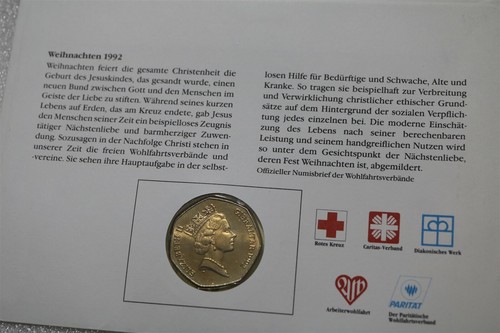 Weihnachten 1992
Weihnachten feiert die gesamte Christenheit die
Geburt des Jesuskindes, das gesandt wurde, einen
neuen Bund zwischen Gott und den Menschen im
Geiste der Liebe zu stiften. Während seines kurzen
Lebens auf Erden, das am Kreuz endete, gab Jesus
den Menschen seiner Zeit ein beispielloses Zeugnis
tätiger Nächstenliebe und barmherziger Zuwen-
dung. Sozusagen in der Nachfolge Christi stehen in
unserer Zeit die freien Wohlfahrtsverbände und
-vereine. Sie sehen ihre Hauptaufgabe in der selbst-
losen Hilfe für Bedürftige und Schwache, Alte und
Kranke. So tragen sie beispielhaft zur Verbreitung
und Verwirklichung christlicher ethischer Grund-
sätze auf dem Hintergrund der sozialen Verpflich-
tung jedes einzelnen bei. Die moderne Einschät-
zung des Lebens nach seiner berechenbaren
Leistung und seinem handgreiflichen Nutzen wird
so unter dem Gesichtspunkt der Nächstenliebe,
deren Fest Weihnachten ist, abgemildert.
Offizieller Numisbrief der Wohlfahrtsverbände
ELIZABETH II
GIBRALTAR
Rotes Kreuz
Caritas-Verband
Diakonisches Werk
Arbeiterwohlfahrt
PARITÄT
Der Paritätische
Wohlfahrtsverband